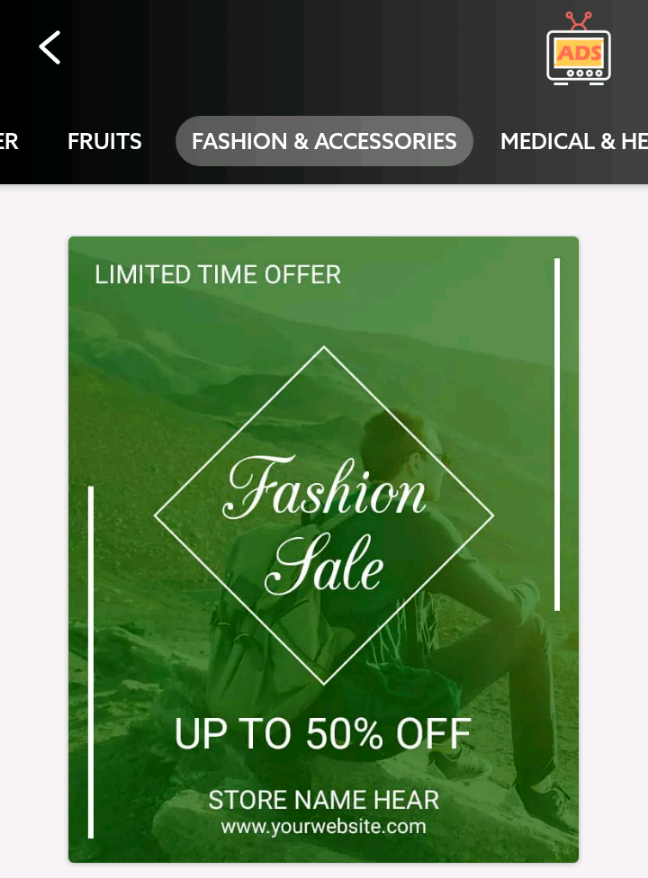 ADS
ER
FRUITS
FASHION & ACCESSORIES
MEDICAL & HE
LIMITED TIME OFFER
Fashion
Sale
UP TO 50% OFF
STORE NAME HEAR
www.yourwebsite.com